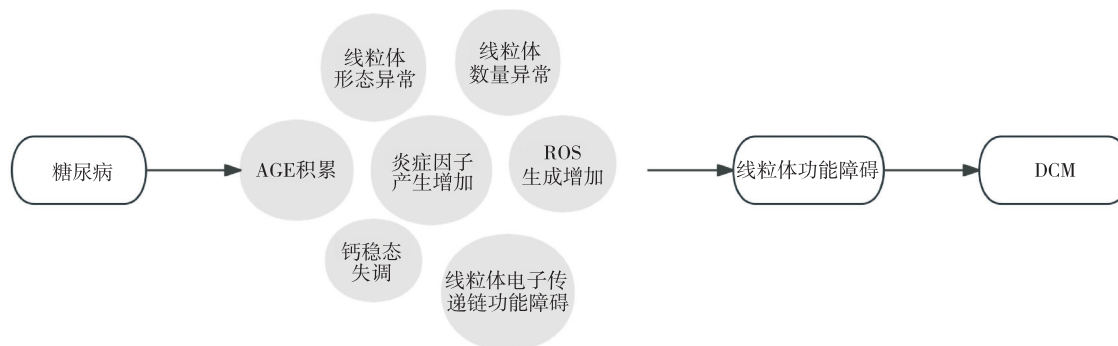 线粒体
形态异常
线粒体
数量异常
糖尿病
AGE积累
炎症因子
产生增加
ROS
生成增加
线粒体功能障碍
DCM
钙稳态
失调
线粒体电子传
递链功能障碍